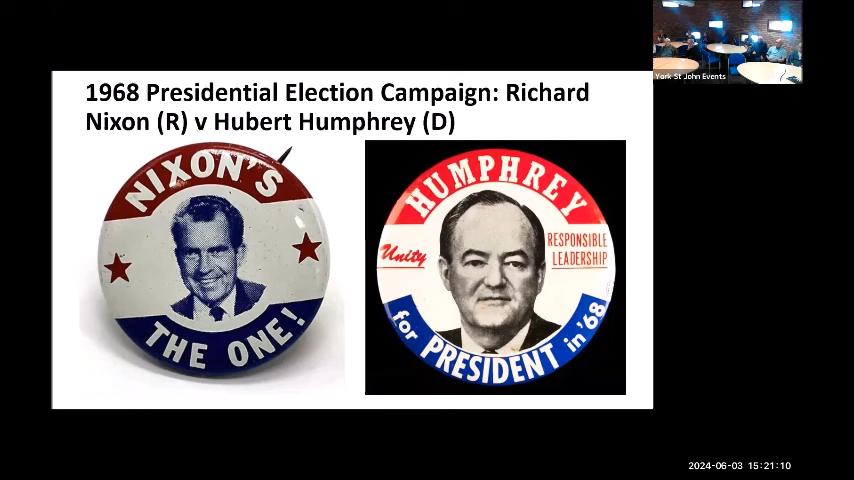 1968 Presidential Election Campaign: Richard
Nixon (R) v Hubert Humphrey (D)
NIXON'S
THE ONE!
HUMPHREY
Unity
RESPONSIBLE
LEADERSHIP
for PRESIDENT in '68
York St John Events
2024-06-03 15:21:10